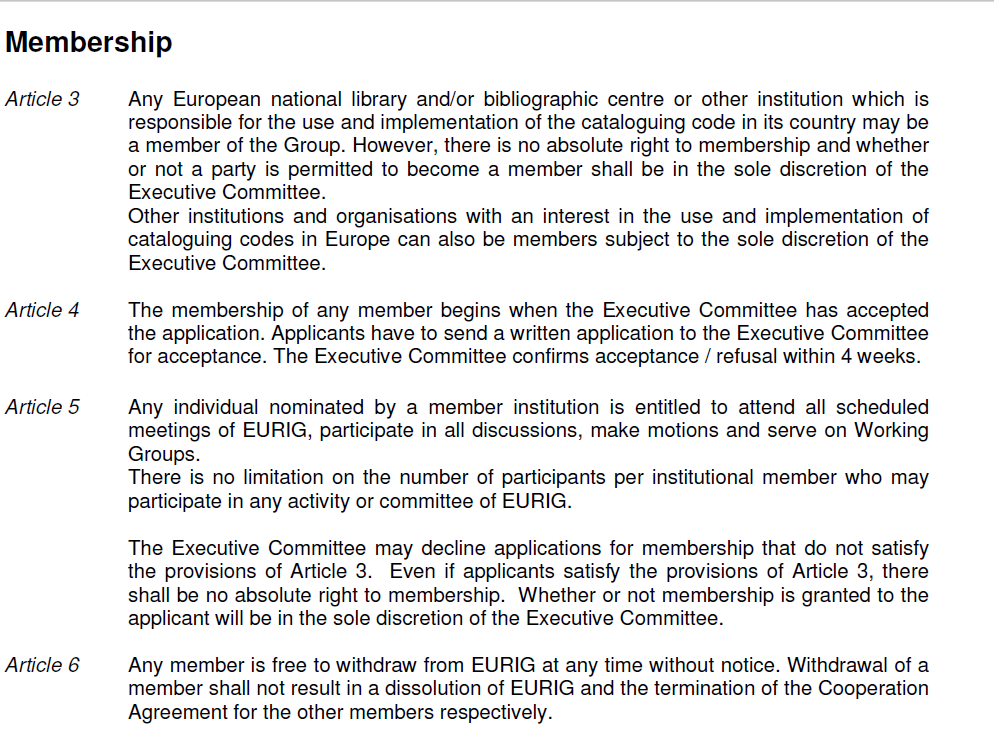 Membership
Article 3 Any European national library and/or bibliographic centre or other institution which is
responsible for the use and implementation of the cataloguing code in its country may be
a member of the Group. However, there is no absolute right to membership and whether
or not a party is permitted to become a member shall be in the sole discretion of the
Executive Committee.
Other institutions and organisations with an interest in the use and implementation of
cataloguing codes in Europe can also be members subject to the sole discretion of the
Executive Committee.
Article 4 The membership of any member begins when the Executive Committee has accepted
the application. Applicants have to send a written application to the Executive Committee
for acceptance. The Executive Committee confirms acceptance / refusal within 4 weeks.
Article 5 Any individual nominated by a member institution is entitled to attend all scheduled
meetings of EURIG, participate in all discussions, make motions and serve on Working
Groups.
There is no limitation on the number of participants per institutional member who may
participate in any activity or committee of EURIG.
The Executive Committee may decline applications for membership that do not satisfy
the provisions of Article 3. Even if applicants satisfy the provisions of Article 3, there
shall be no absolute right to membership. Whether or not membership is granted to the
applicant will be in the sole discretion of the Executive Committee.
Article 6 Any member is free to withdraw from EURIG at any time without notice. Withdrawal of a
member shall not result in a dissolution of EURIG and the termination of the Cooperation
Agreement for the other members respectively.